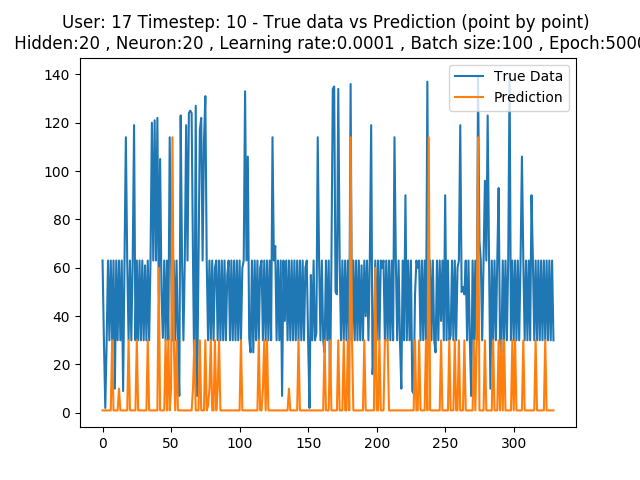 User: 17 Timestep: 10 - True data vs Prediction (point by point)
Hidden:20 , Neuron:20 , Learning rate:0.0001 , Batch size:100 , Epoch:5000
True Data
Prediction
140
120
100
80
60
40
20
0
0 50 100 150 200 250 300